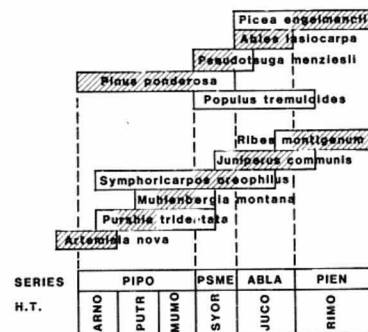 Picea engelmannii
Abies lasiocarpa
Pseudotsuga menziesii
Pinus ponderosa
Populus tremuloides
Ribes montigenum
Juniperus communis
Symphoricarpos oreophilus
Muhlenbergia montana
Purshia tridentata
Artemisia nova
SERIES PIPO PSME ABLA PIEN
H.T. ARNO PUTR MUMO SYOR JUCO RIMO